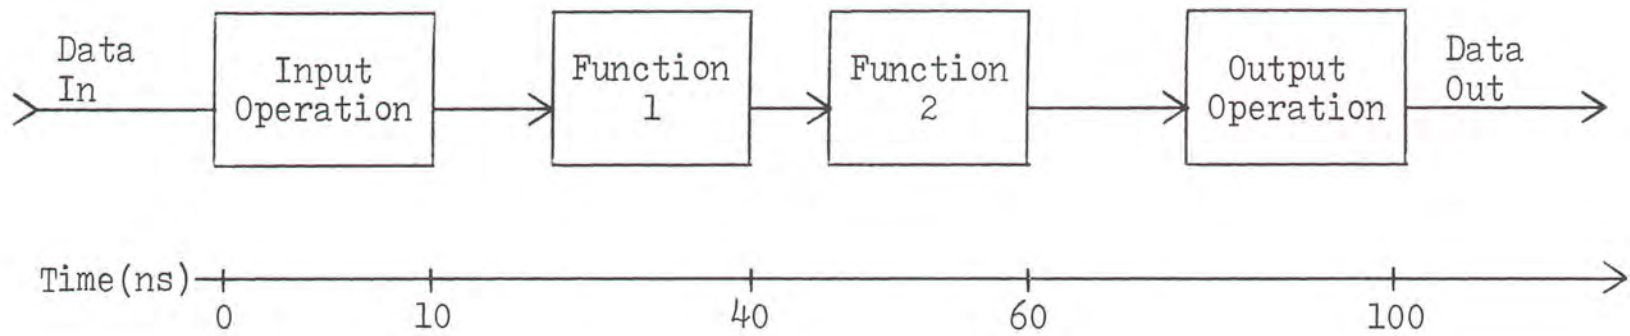 Data
In
Input
Operation
Function
1
Function
2
Output
Operation
Data
Out
Time(ns)
0
10
40
60
100